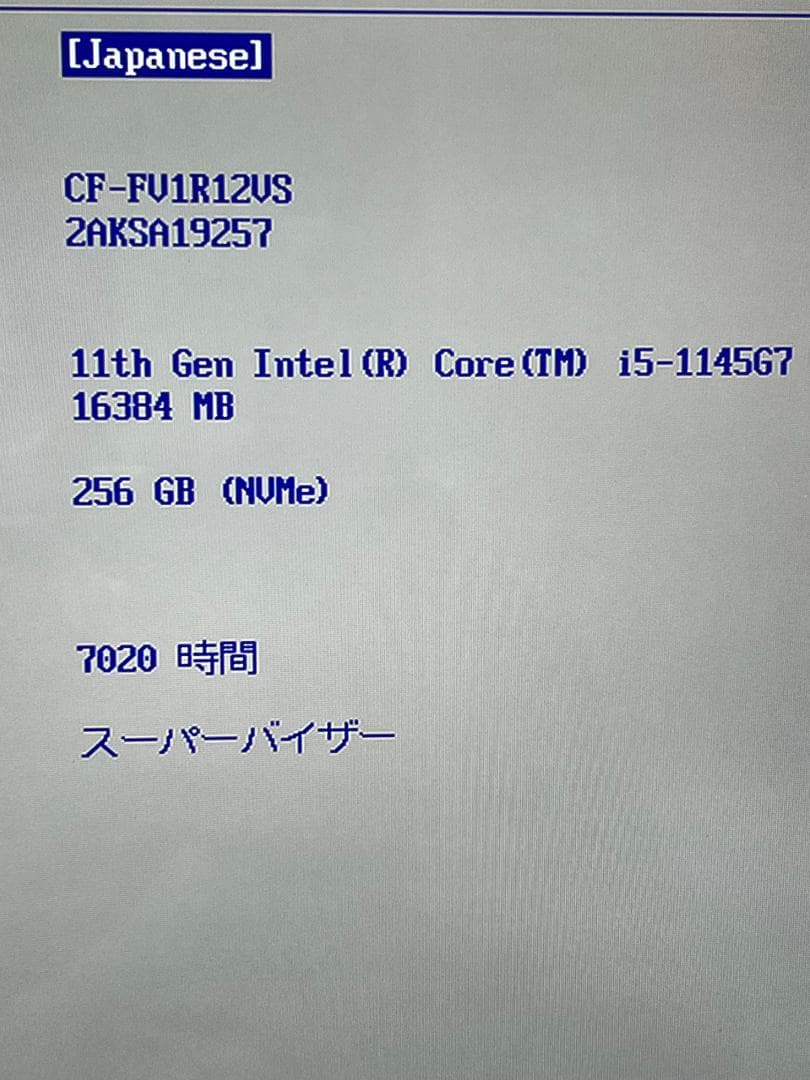 [Japanese]
CF-FV1R12VS
2AKSA19257
11th Gen Intel(R) Core(TM) i5-1145G7
16384 MB
256 GB (NVMe)
7020 時間
スーパーバイザー